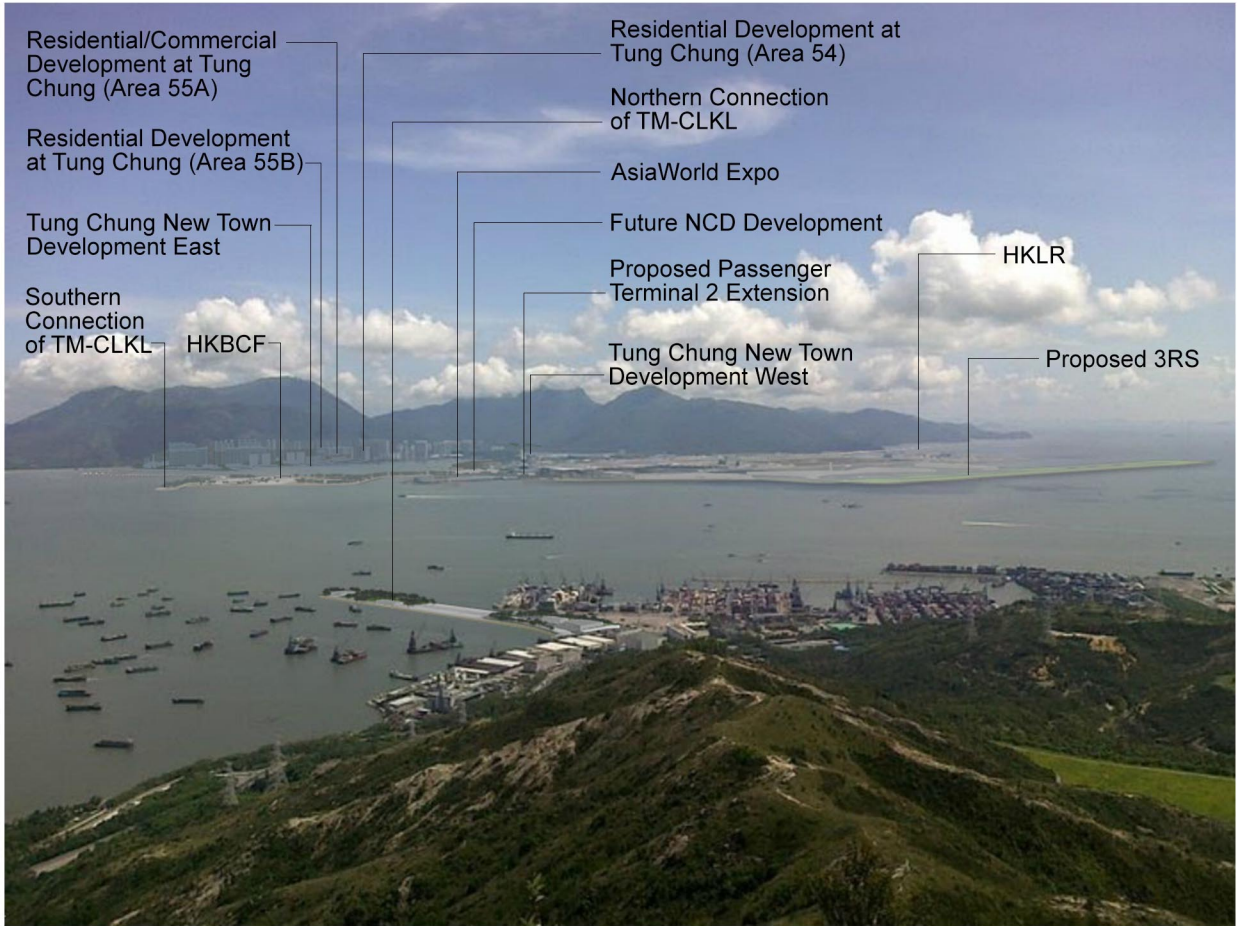 Residential/Commercial
Development at Tung
Chung (Area 55A)
Residential Development
at Tung Chung (Area 55B)
Tung Chung New Town
Development East
Southern
Connection
of TM-CLKL
HKBCF
Residential Development at
Tung Chung (Area 54)
Northern Connection
of TM-CLKL
AsiaWorld Expo
Future NCD Development
Proposed Passenger
Terminal 2 Extension
Tung Chung New Town
Development West
HKLR
Proposed 3RS